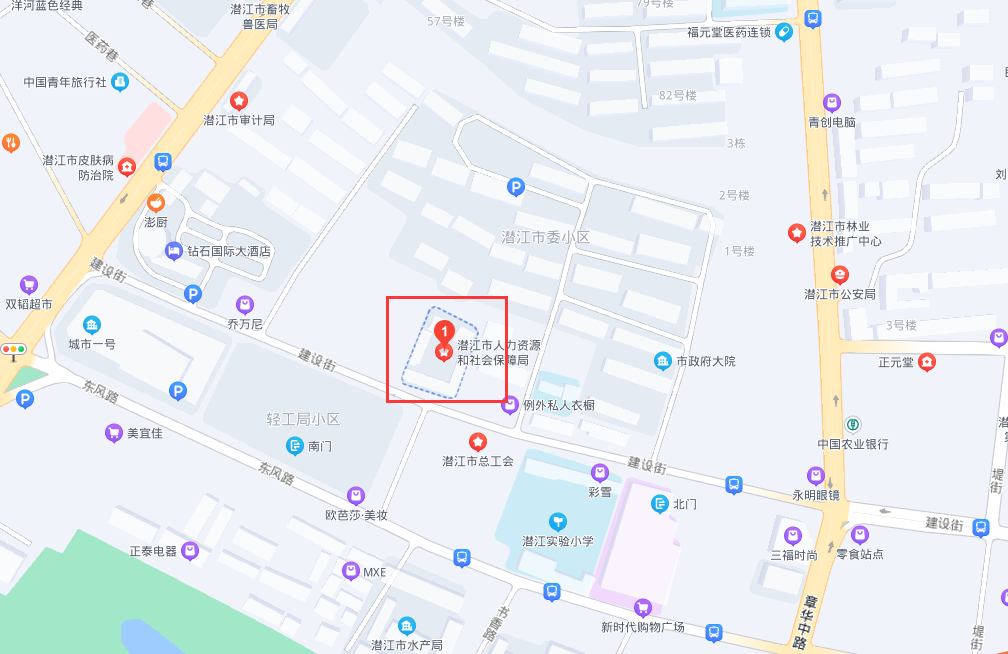 洋河蓝色经典
潜江市畜牧
兽医局
57号楼
79号楼
福元堂医药连锁
医药巷
中国青年旅行社
82号楼
潜江市审计局
青创电脑
3栋
潜江市皮肤病
防治院
2号楼
澎厨
潜江市林业
技术推广中心
潜江市委小区
钻石国际大酒店
1号楼
建设街
潜江市公安局
双韬超市
乔万尼
3号楼
城市一号
1
潜江市人力资源
和社会保障局
建设街
市政府大院
正元堂
东风路
例外私人衣橱
轻工局小区
美宜佳
南门
中国农业银行
潜江市总工会
建设街
东风路
彩雪
永明眼镜
堤街
欧芭莎·美妆
北门
建设街
潜江实验小学
正泰电器
三福时尚
零食站点
MXE
书香路
章华中路
新时代购物广场
潜江市水产局
堤街